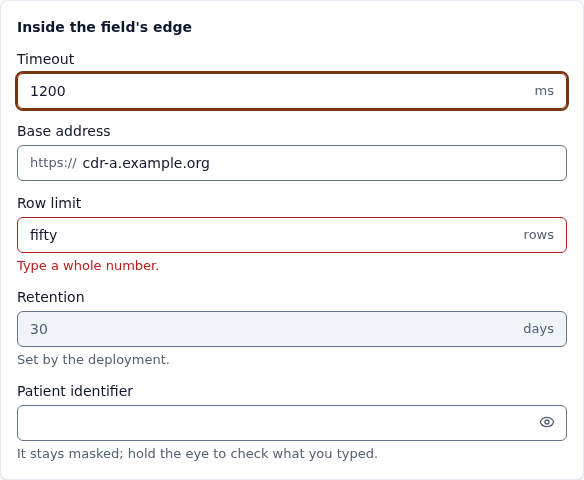 Inside the field's edge
Timeout
1200 ms
Base address
https:// cdr-a.example.org
Row limit
fifty rows
Type a whole number.
Retention
30 days
Set by the deployment.
Patient identifier
It stays masked; hold the eye to check what you typed.